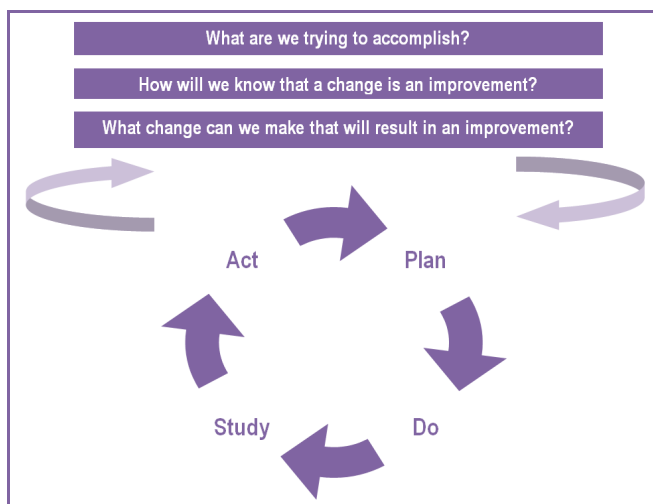 What are we trying to accomplish?
How will we know that a change is an improvement?
What change can we make that will result in an improvement?
Act
Plan
Study
Do